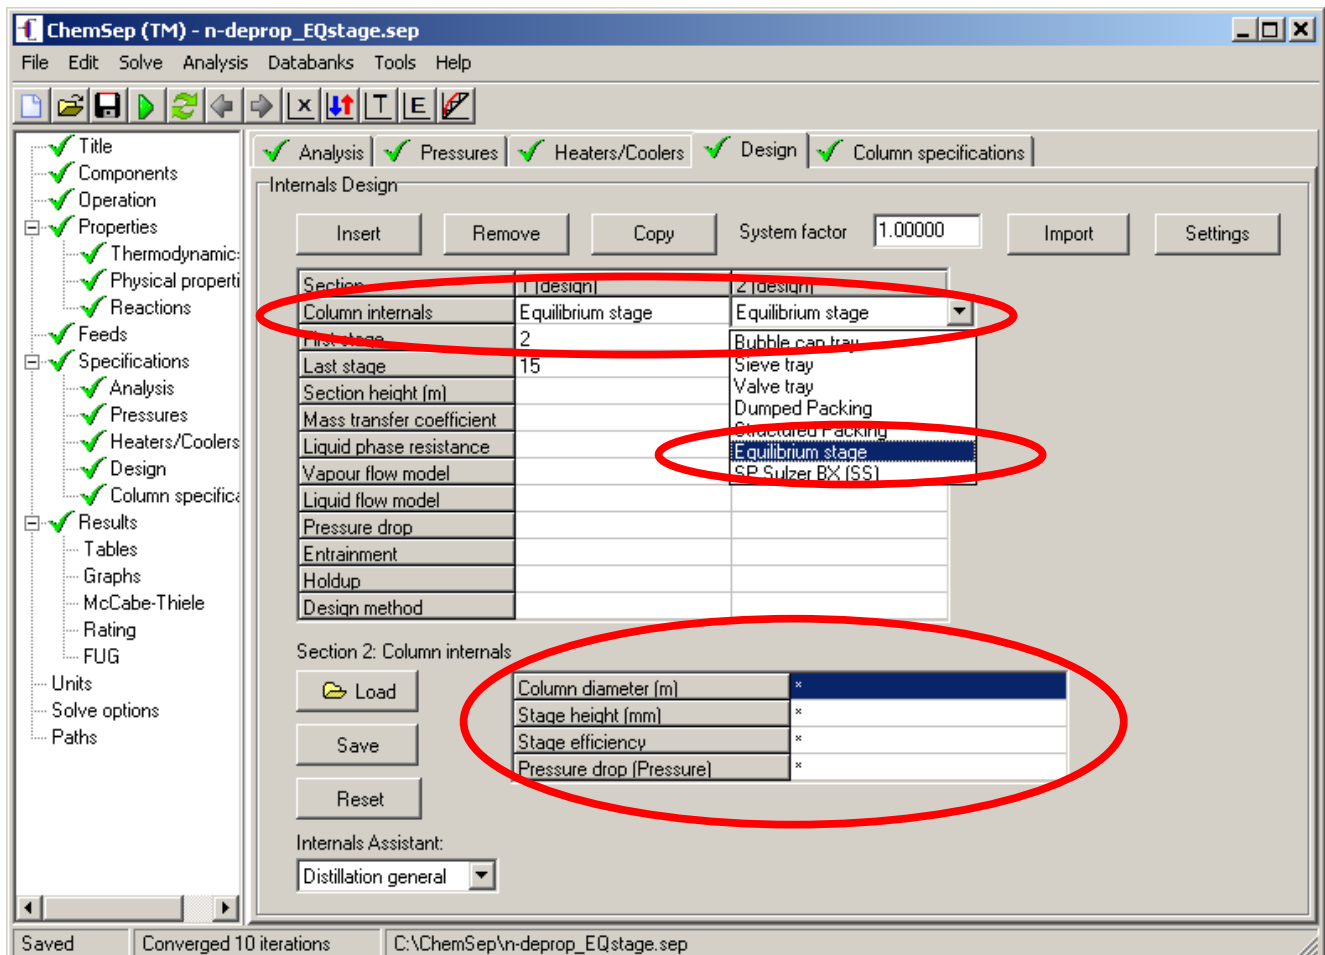 ChemSep (TM) - n-deprop_EQstage.sep
File Edit Solve Analysis Databanks Tools Help
Title
Components
Operation
Properties
Thermodynamic
Physical properti
Reactions
Feeds
Specifications
Analysis
Pressures
Heaters/Coolers
Design
Column specifica
Results
Tables
Graphs
McCabe-Thiele
Rating
FUG
Units
Solve options
Paths
Analysis Pressures Heaters/Coolers Design Column specifications
Internals Design
Insert Remove Copy System factor 1.00000 Import Settings
Section 1 (design) 2 (design)
Column internals Equilibrium stage Equilibrium stage
First stage 2
Last stage 15
Section height (m)
Mass transfer coefficient
Liquid phase resistance
Vapour flow model
Liquid flow model
Pressure drop
Entrainment
Holdup
Design method
Bubble cap tray
Sieve tray
Valve tray
Dumped Packing
Structured Packing
Equilibrium stage
SP Sulzer BX (SS)
Section 2: Column internals
Load
Save
Reset
Column diameter (m) *
Stage height (mm) *
Stage efficiency *
Pressure drop (Pressure) *
Internals Assistant:
Distillation general
Saved Converged 10 iterations C:\ChemSep\n-deprop_EQstage.sep